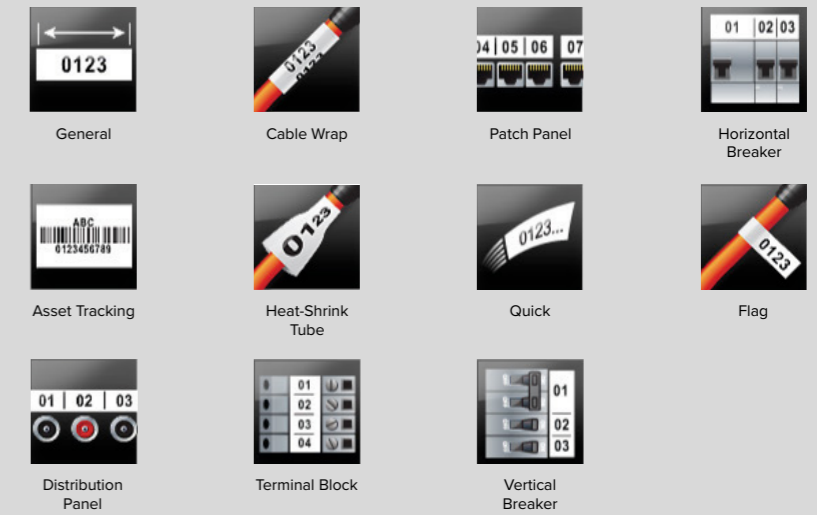 0123
General
0123
Cable Wrap
04 | 05 | 06 07
Patch Panel
01 | 02 | 03
Horizontal
Breaker
ABC
0123456789
Asset Tracking
0123
Heat-Shrink
Tube
0123...
Quick
0123
Flag
01 | 02 | 03
Distribution
Panel
01
02
03
04
Terminal Block
01
02
03
Vertical
Breaker